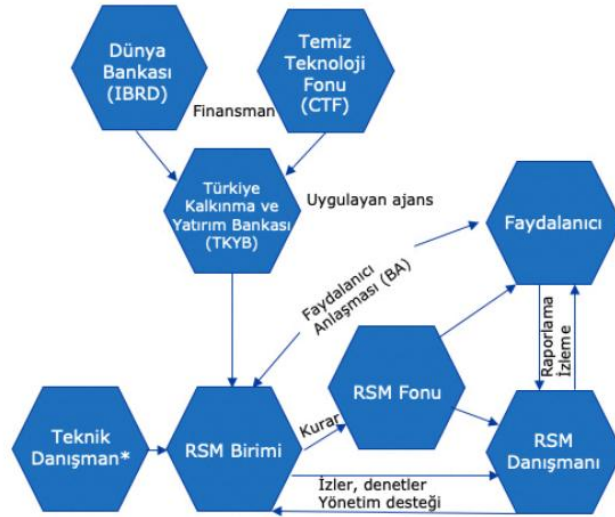 Dünya
Bankası
(IBRD)
Temiz
Teknoloji
Fonu
(CTF)
Finansman
Türkiye
Kalkınma ve
Yatırım Bankası
(TKYB)
Uygulayan ajans
Faydalanıcı
Faydalanıcı
Anlaşması (BA)
Raporlama
İzleme
RSM Fonu
Kurar
Teknik
Danışman*
RSM Birimi
RSM
Danışmanı
İzler, denetler
Yönetim desteği